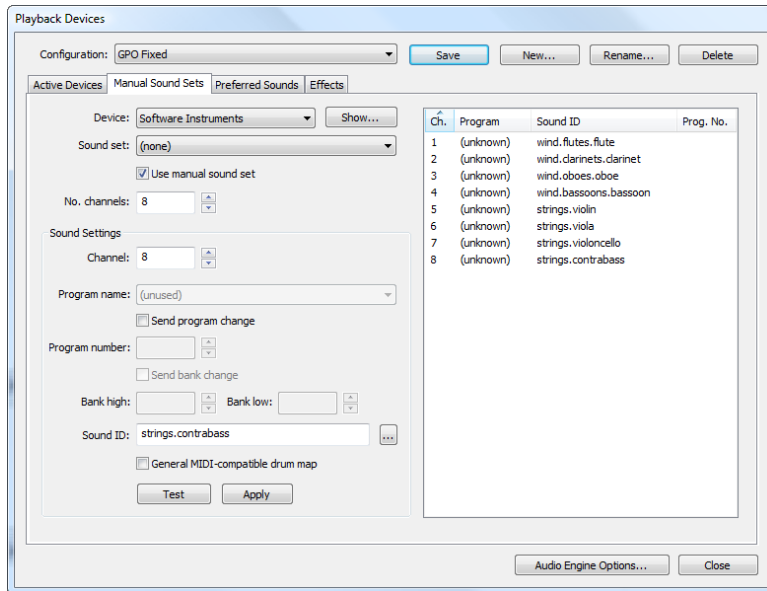 Playback Devices
Configuration: GPO Fixed Save New... Rename... Delete
Active Devices Manual Sound Sets Preferred Sounds Effects
Device: Software Instruments Show...
Sound set: (none)
Use manual sound set
No. channels: 8
Sound Settings
Channel: 8
Program name: (unused)
Send program change
Program number:
Send bank change
Bank high: Bank low:
Sound ID: strings.contrabass ...
General MIDI-compatible drum map
Test Apply
Ch. Program Sound ID Prog. No.
1 (unknown) wind.flutes.flute
2 (unknown) wind.clarinets.clarinet
3 (unknown) wind.oboes.oboe
4 (unknown) wind.bassoons.bassoon
5 (unknown) strings.violin
6 (unknown) strings.viola
7 (unknown) strings.violoncello
8 (unknown) strings.contrabass
Audio Engine Options... Close